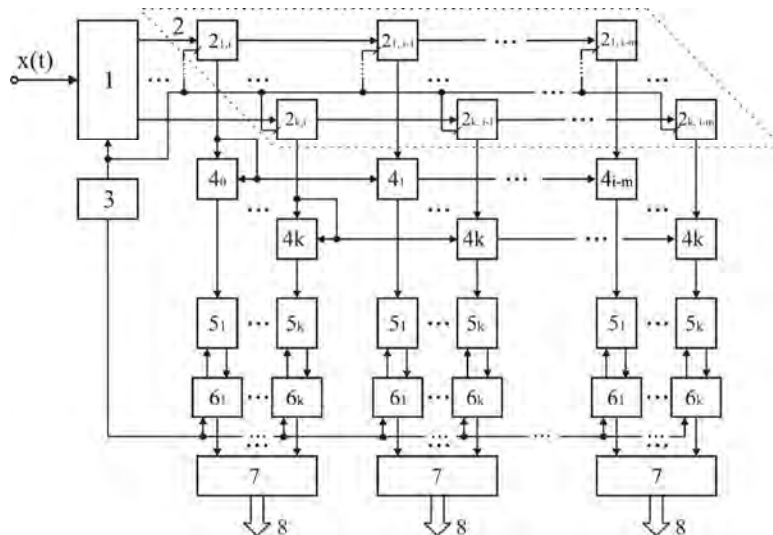 2 2₁,ᵢ 2₁, ᵢ₋₁ ... 2₁, ᵢ₋ₘ
x(t) 1 ... ... ... ...
2ₖ,ᵢ 2ₖ, ᵢ₋₁ ... 2ₖ, ᵢ₋ₘ
3 4₀ 4₁ ... 4ᵢ₋ₘ
... ... ...
4k 4k ... 4k
5₁ ... 5ₖ 5₁ ... 5ₖ 5₁ ... 5ₖ
6₁ ... 6ₖ 6₁ ... 6ₖ 6₁ ... 6ₖ
... ... ... ...
7 7 7
8 8 8